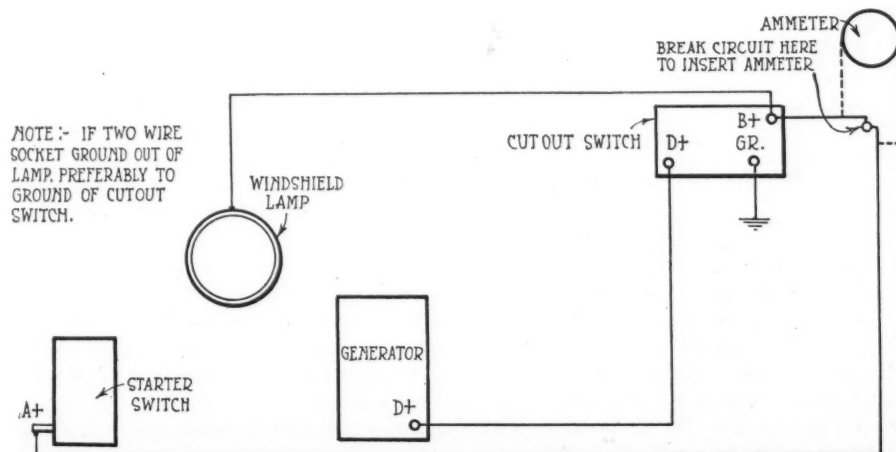 AMMETER
BREAK CIRCUIT HERE
TO INSERT AMMETER
NOTE:- IF TWO WIRE
SOCKET GROUND OUT OF
LAMP, PREFERABLY TO
GROUND OF CUTOUT
SWITCH.
CUTOUT SWITCH
B+
D+
GR.
WINDSHIELD
LAMP
GENERATOR
D+
STARTER
SWITCH
A+